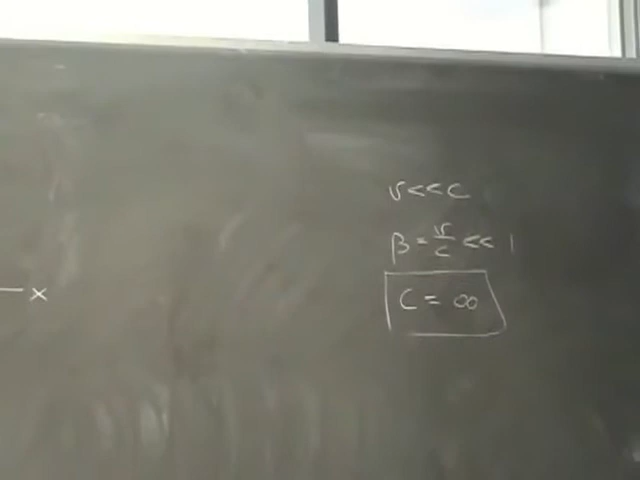 v<<c
β=v/c<<1
x
c=∞